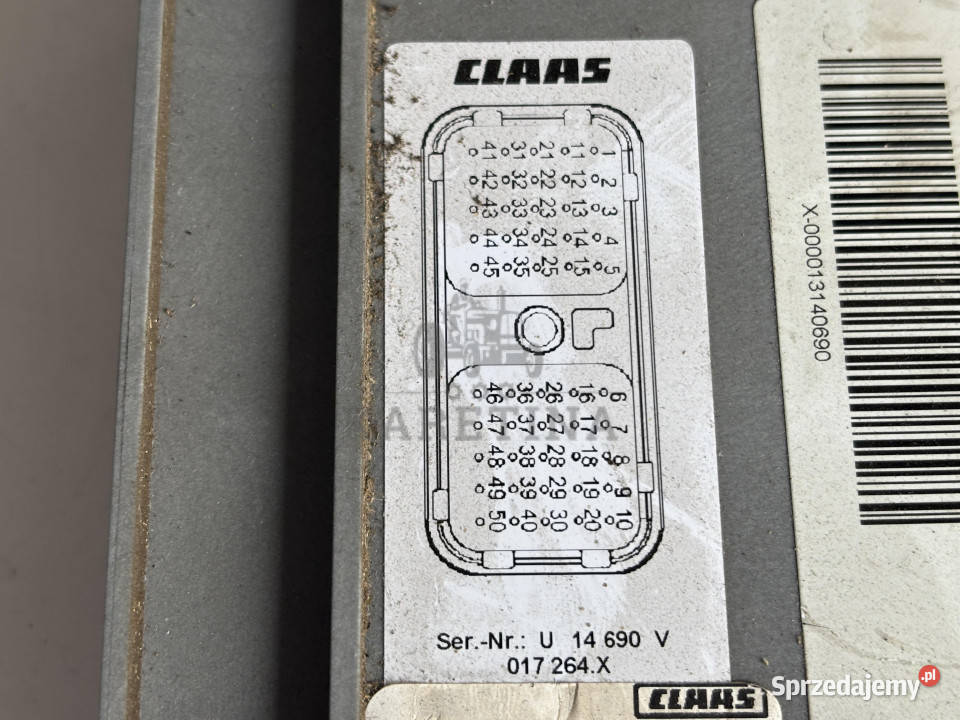 CLAAS
41 31 21 11 1
42 32 22 12 2
43 33 23 13 3
44 34 24 14 4
45 35 25 15 5
46 36 26 16 6
47 37 27 17 7
48 38 28 18 8
49 39 29 19 9
50 40 30 20 10
Ser.-Nr.: U 14 690 V
017 264.X
CLAAS
X-000013140690
ARETINA
Sprzedajemy.pl